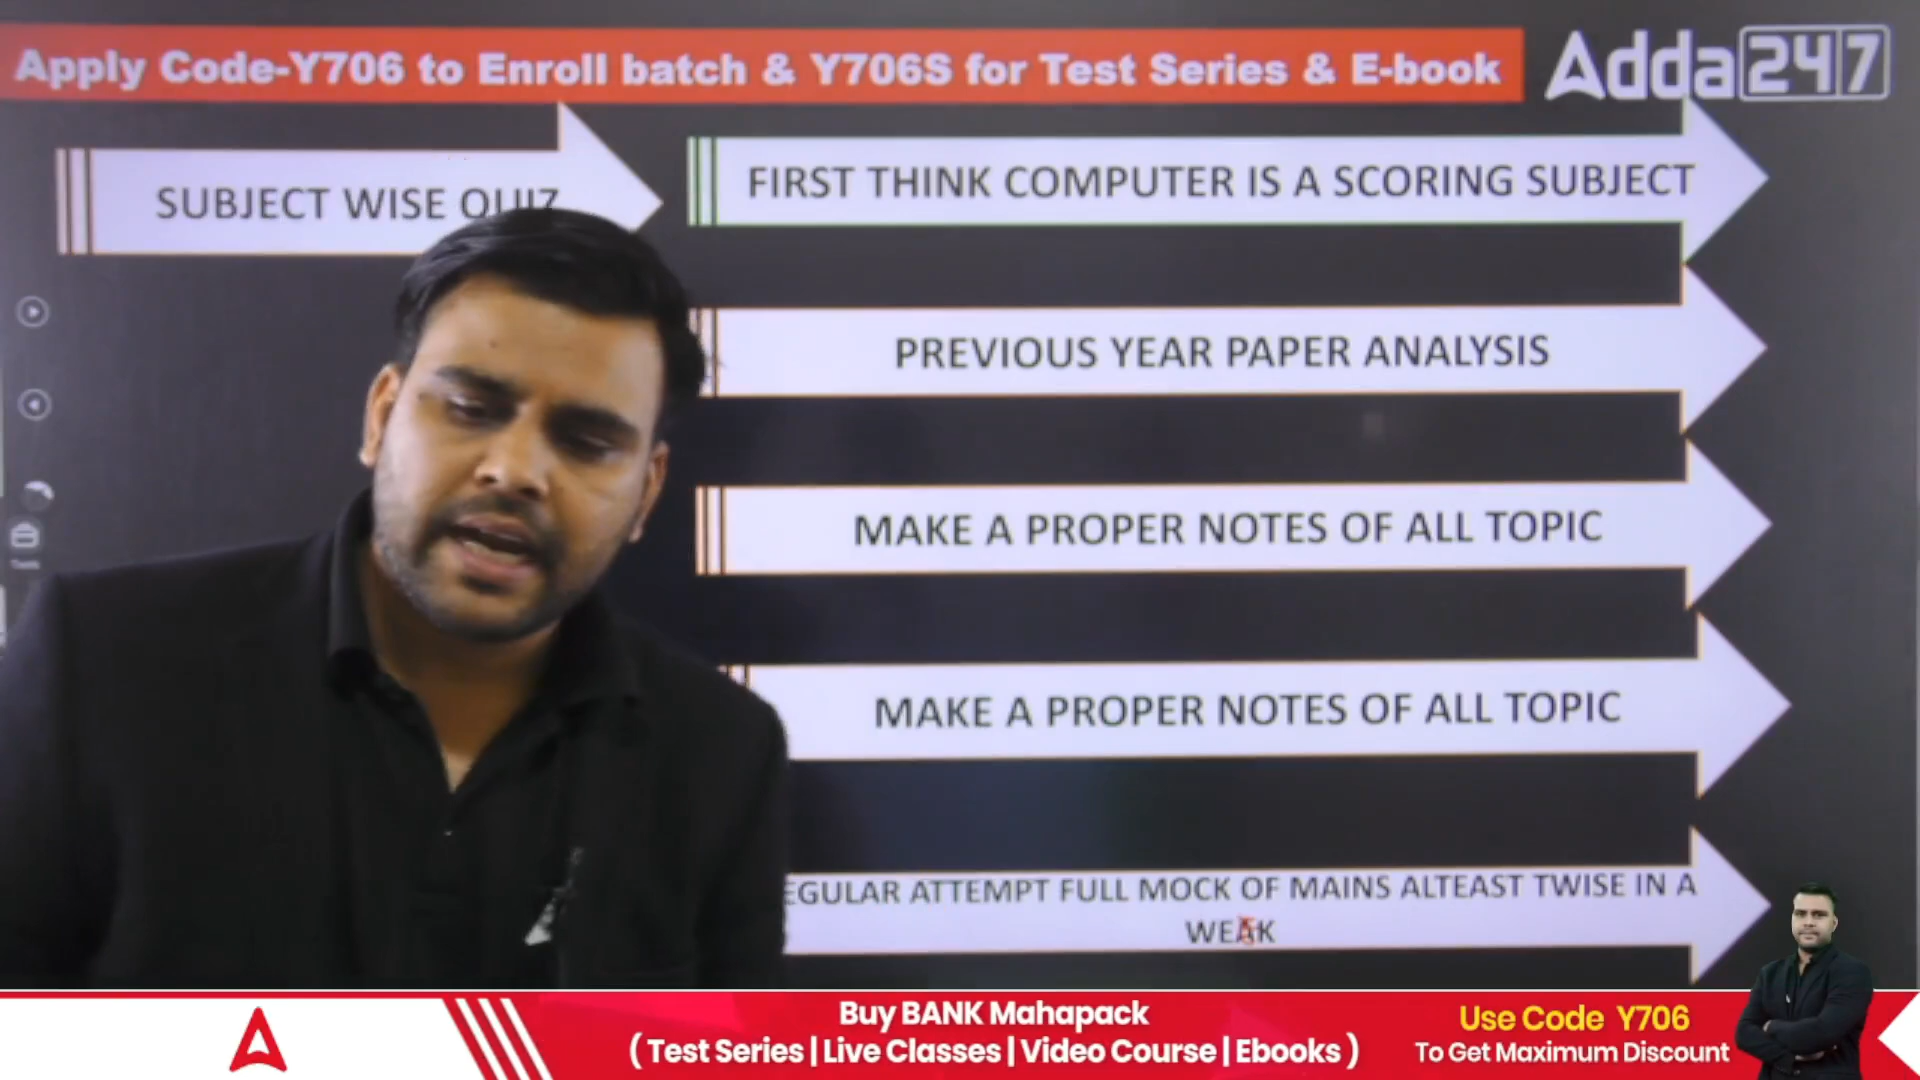 Apply Code-Y706 to Enroll batch & Y706S for Test Series & E-book
Adda247
SUBJECT WISE QUIZ
FIRST THINK COMPUTER IS A SCORING SUBJECT
PREVIOUS YEAR PAPER ANALYSIS
MAKE A PROPER NOTES OF ALL TOPIC
MAKE A PROPER NOTES OF ALL TOPIC
EGULAR ATTEMPT FULL MOCK OF MAINS ALTEAST TWISE IN A
WEAK
Buy BANK Mahapack
( Test Series | Live Classes | Video Course | Ebooks )
Use Code Y706
To Get Maximum Discount